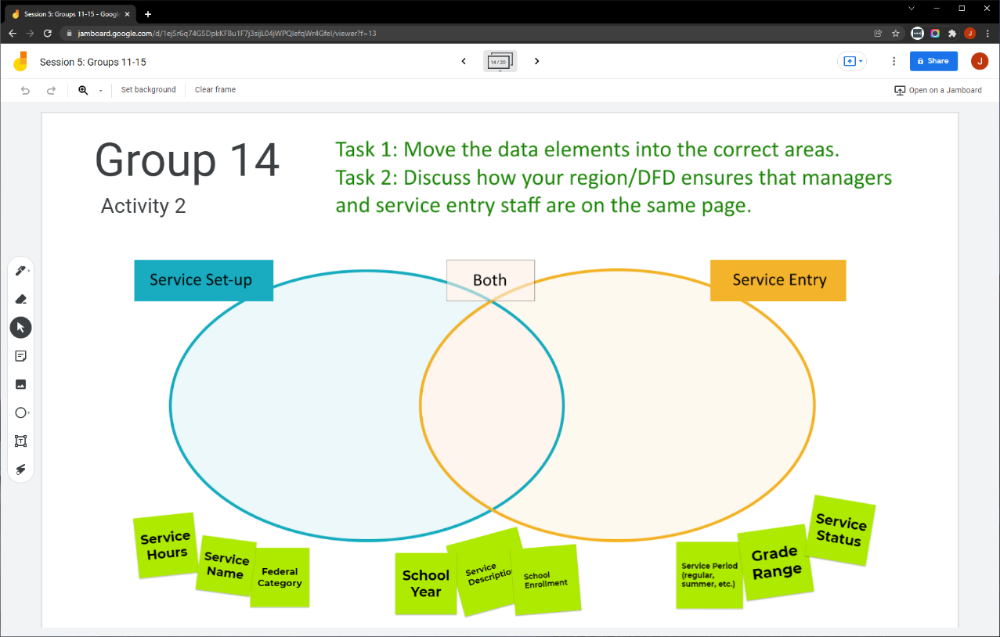 Session 5: Groups 11-15 - Googl
jamboard.google.com/d/1ej5r6q74G5DpkKFBu1F7j3sijL04jWPQIefqWr4GfeI/viewer?f=13
J
Session 5: Groups 11-15
14 / 20
Share
J
Set background
Clear frame
Open on a Jamboard
Group 14
Activity 2
Task 1: Move the data elements into the correct areas.
Task 2: Discuss how your region/DFD ensures that managers
and service entry staff are on the same page.
Service Set-up
Both
Service Entry
Service
Hours
Service
Name
Federal
Category
School
Year
Service
Descriptio
School
Enrollment
Service Period
(regular,
summer, etc.)
Grade
Range
Service
Status